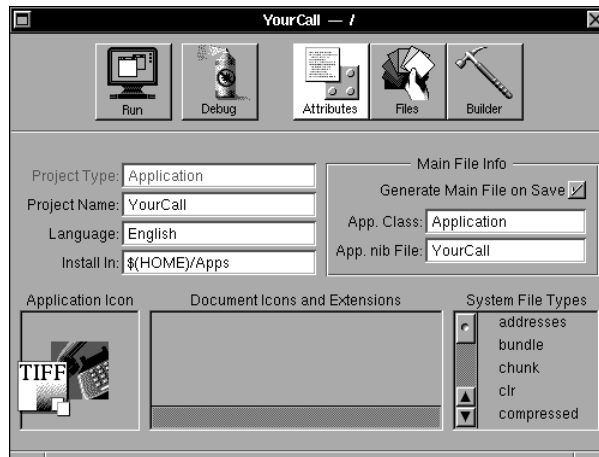 YourCall — /
Run
Debug
Attributes
Files
Builder
Project Type: Application
Project Name: YourCall
Language: English
Install In: $(HOME)/Apps
Main File Info
Generate Main File on Save
App. Class: Application
App. nib File: YourCall
Application Icon
TIFF
Document Icons and Extensions
System File Types
addresses
bundle
chunk
clr
compressed